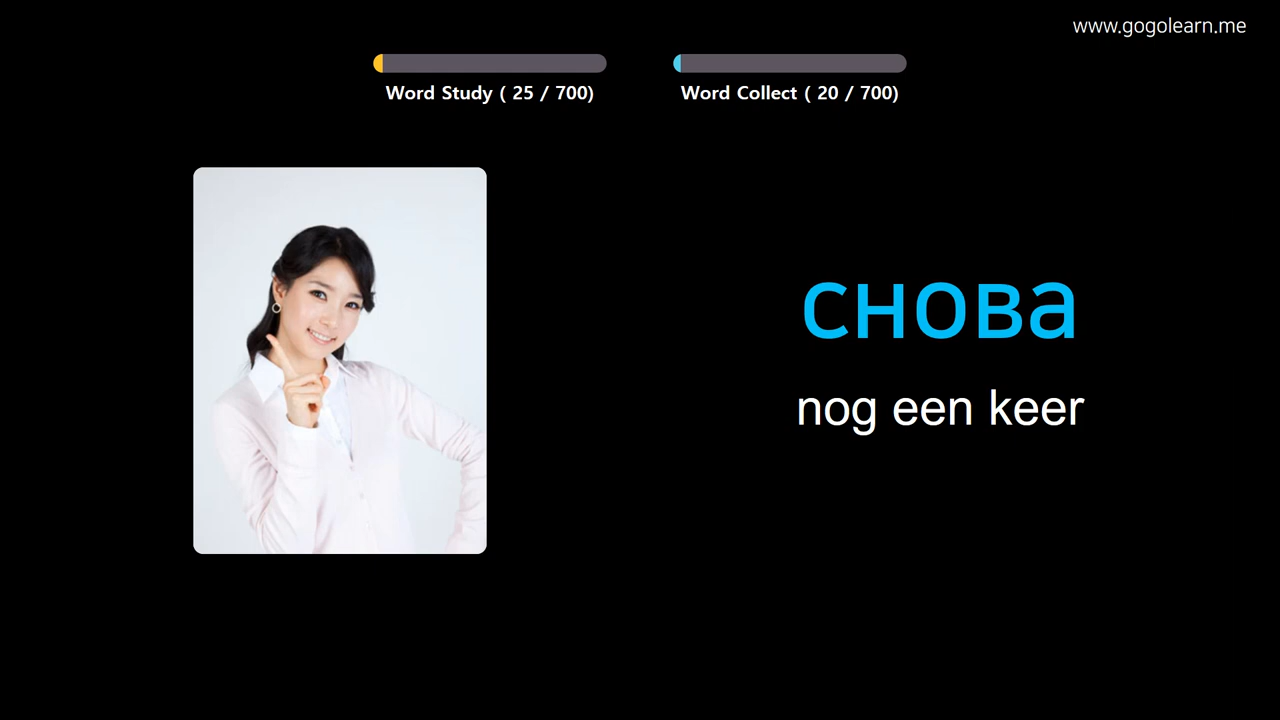 www.gogolearn.me
Word Study ( 25 / 700)
Word Collect ( 20 / 700)
снова
nog een keer